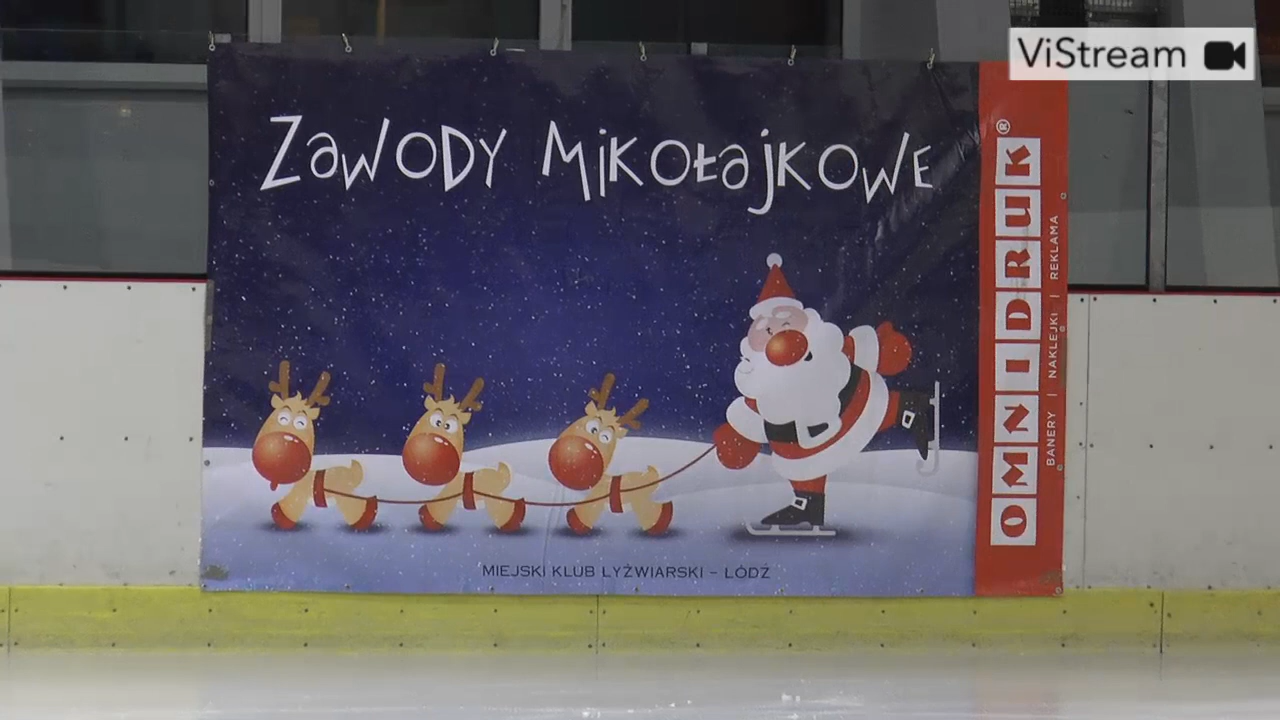 ViStream
Zawody Mikołajkowe
OMNIDRUK®
BANERY | NAKLEJKI | REKLAMA
MIEJSKI KLUB ŁYŻWIARSKI – ŁÓDŹ